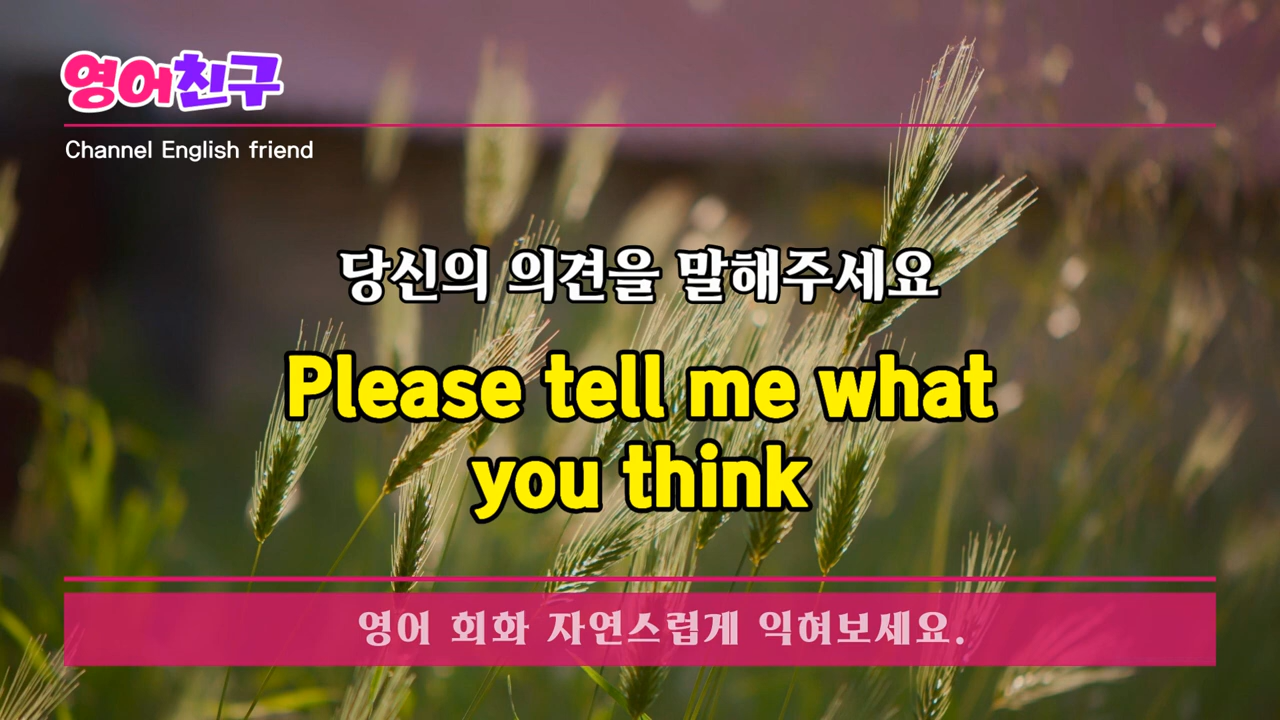 영어친구
Channel English friend
당신의 의견을 말해주세요
Please tell me what
you think
영어 회화 자연스럽게 익혀보세요.